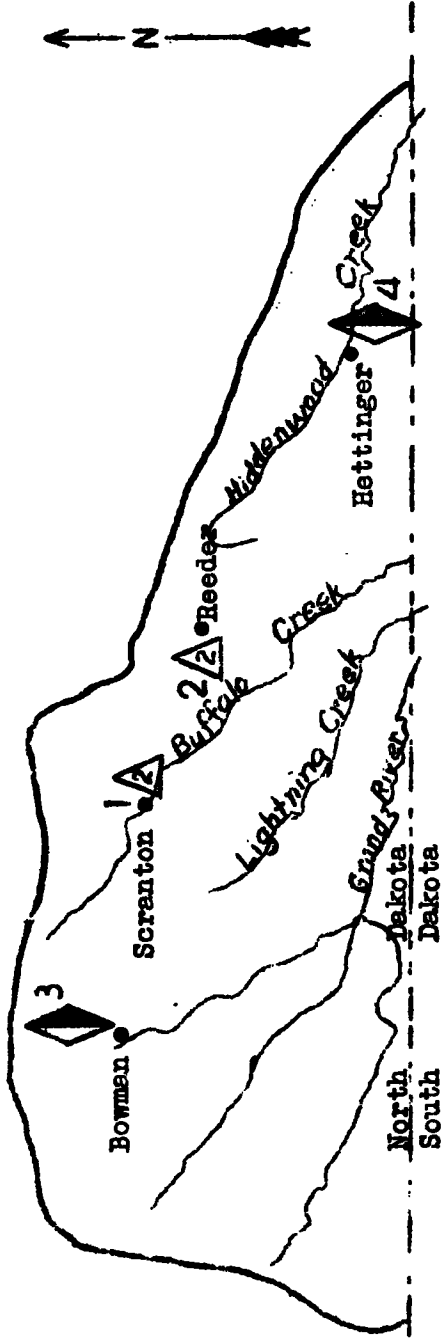 N
3
Bowman
1
2
Scranton
2
2
Reeder
Buffalo Creek
Hiddenwood Creek
4
Hettinger
Lightning Creek
Grand River
North Dakota
South Dakota